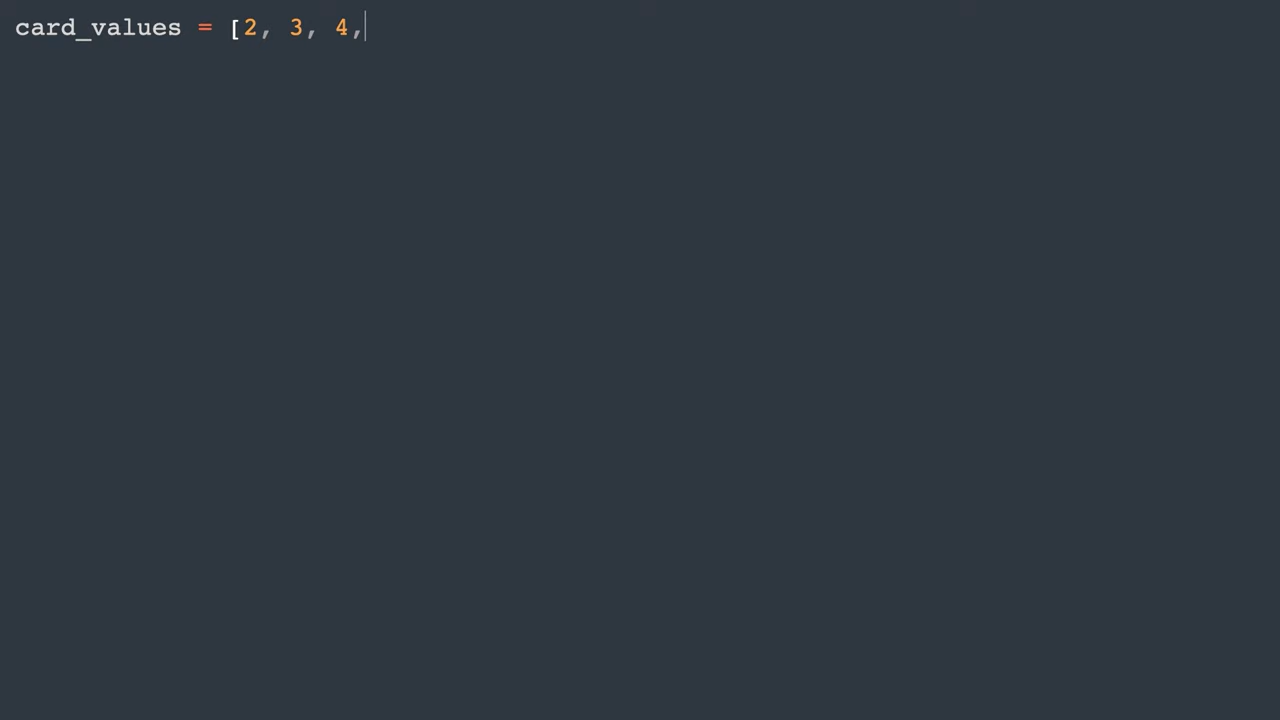 card_values = [2, 3, 4,